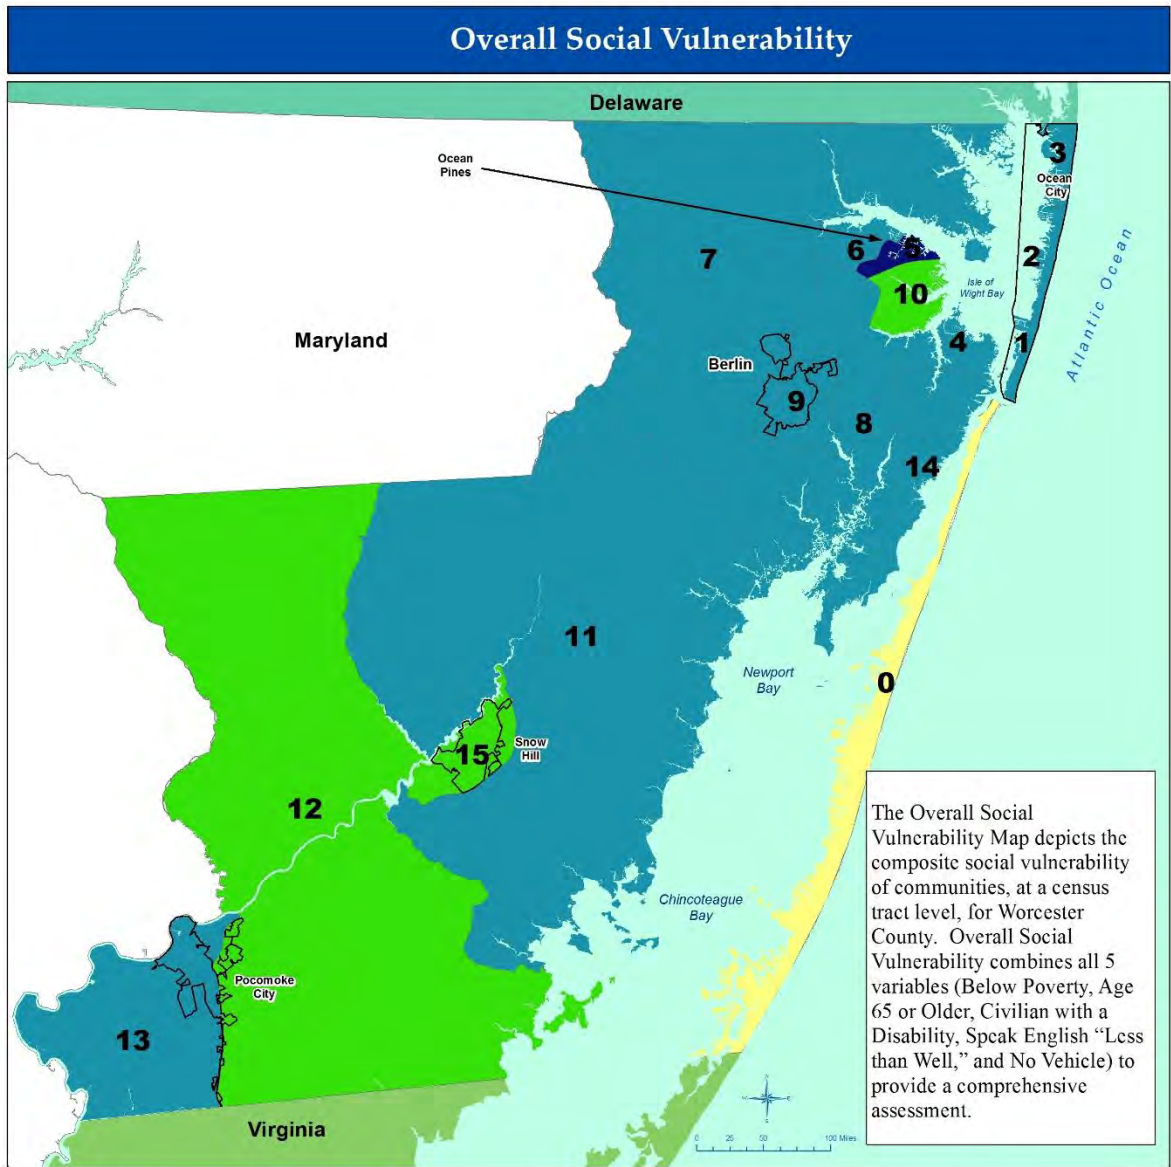 Overall Social Vulnerability
Delaware
Ocean
Pines
3
Ocean
City
7
6
5
2
10
Isle of
Wight Bay
Atlantic Ocean
Maryland
4
1
Berlin
9
8
14
11
Newport
Bay
0
15
Snow
Hill
12
Chincoteague
Bay
Pocomoke
City
13
Virginia
The Overall Social
Vulnerability Map depicts the
composite social vulnerability
of communities, at a census
tract level, for Worcester
County. Overall Social
Vulnerability combines all 5
variables (Below Poverty, Age
65 or Older, Civilian with a
Disability, Speak English “Less
than Well,” and No Vehicle) to
provide a comprehensive
assessment.
N
W E
S
0 25 50 100 Miles